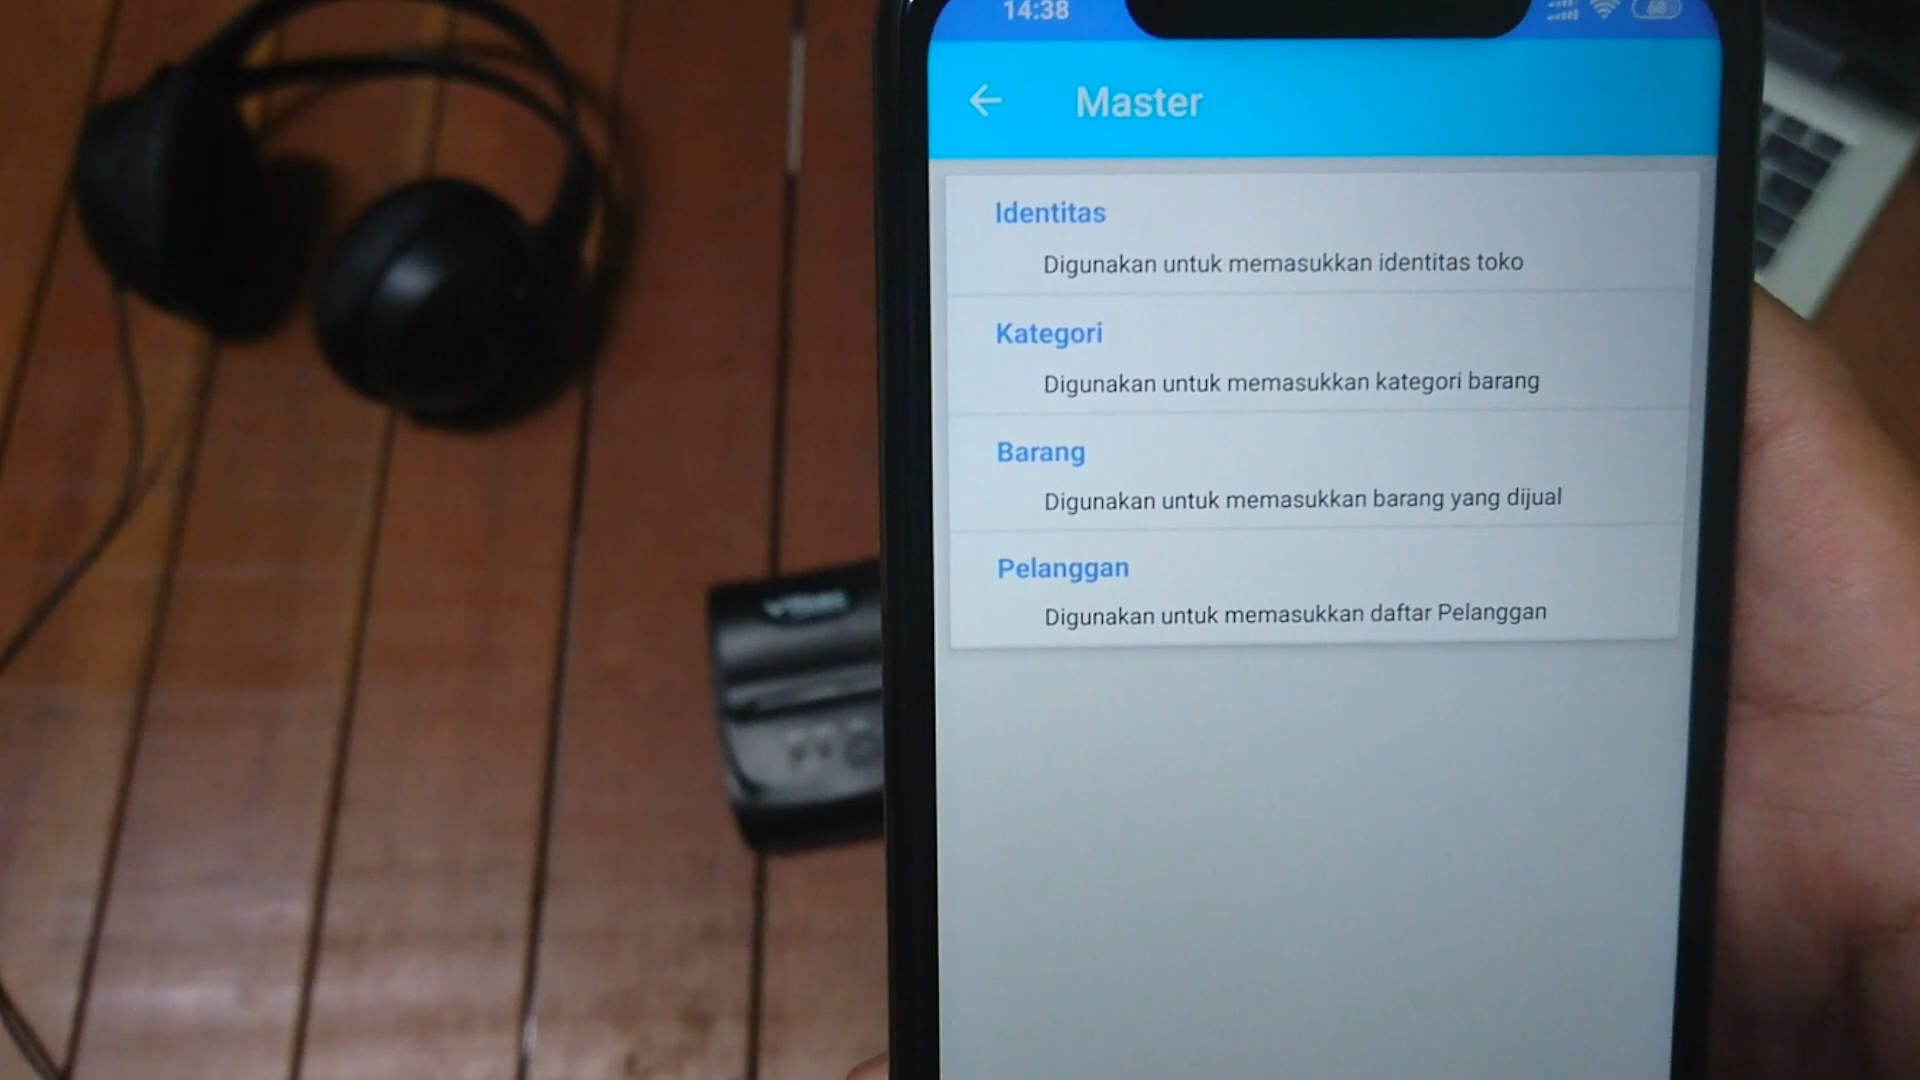 14:38
68
Master
Identitas
Digunakan untuk memasukkan identitas toko
Kategori
Digunakan untuk memasukkan kategori barang
Barang
Digunakan untuk memasukkan barang yang dijual
Pelanggan
Digunakan untuk memasukkan daftar Pelanggan